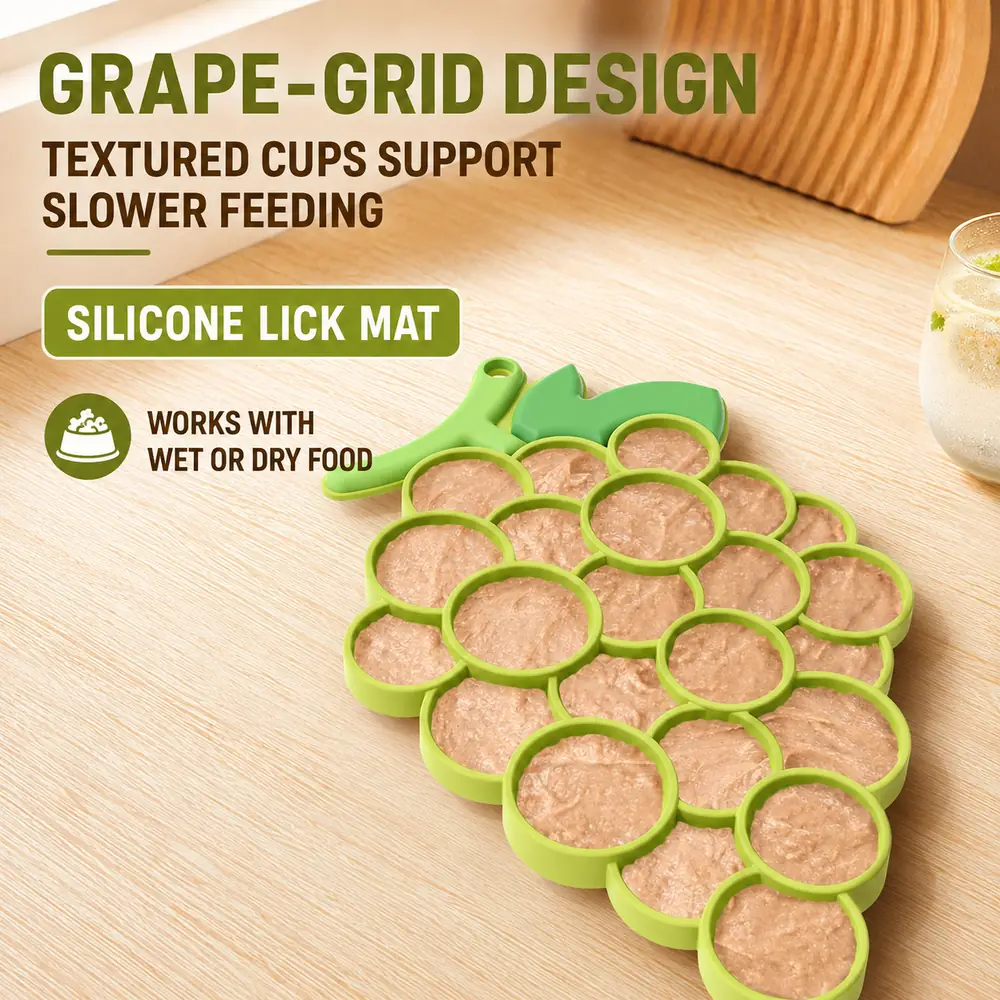 GRAPE-GRID DESIGN
TEXTURED CUPS SUPPORT
SLOWER FEEDING
SILICONE LICK MAT
WORKS WITH
WET OR DRY FOOD